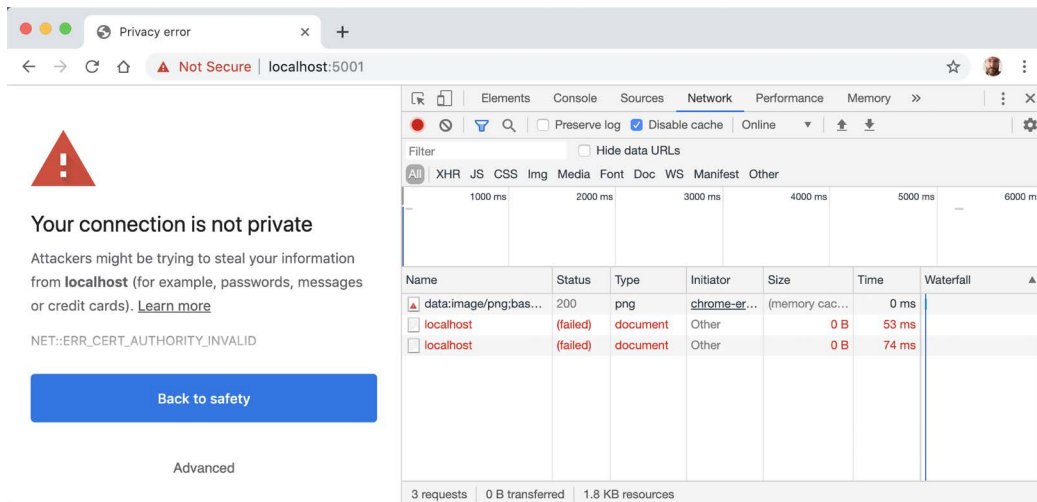 Privacy error
Not Secure localhost:5001
Elements Console Sources Network Performance Memory
Preserve log Disable cache Online
Filter Hide data URLs
All XHR JS CSS Img Media Font Doc WS Manifest Other
1000 ms 2000 ms 3000 ms 4000 ms 5000 ms 6000 m
Your connection is not private
Attackers might be trying to steal your information
from localhost (for example, passwords, messages
or credit cards). Learn more
NET::ERR_CERT_AUTHORITY_INVALID
Back to safety
Advanced
Name Status Type Initiator Size Time Waterfall
data:image/png;bas... 200 png chrome-er... (memory cac... 0 ms
localhost (failed) document Other 0 B 53 ms
localhost (failed) document Other 0 B 74 ms
3 requests 0 B transferred 1.8 KB resources